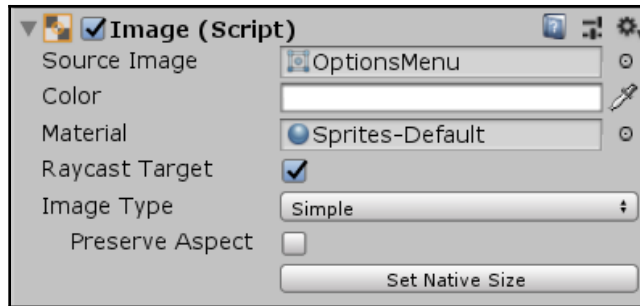 Image (Script)
Source Image OptionsMenu
Color
Material Sprites-Default
Raycast Target
Image Type Simple
Preserve Aspect
Set Native Size